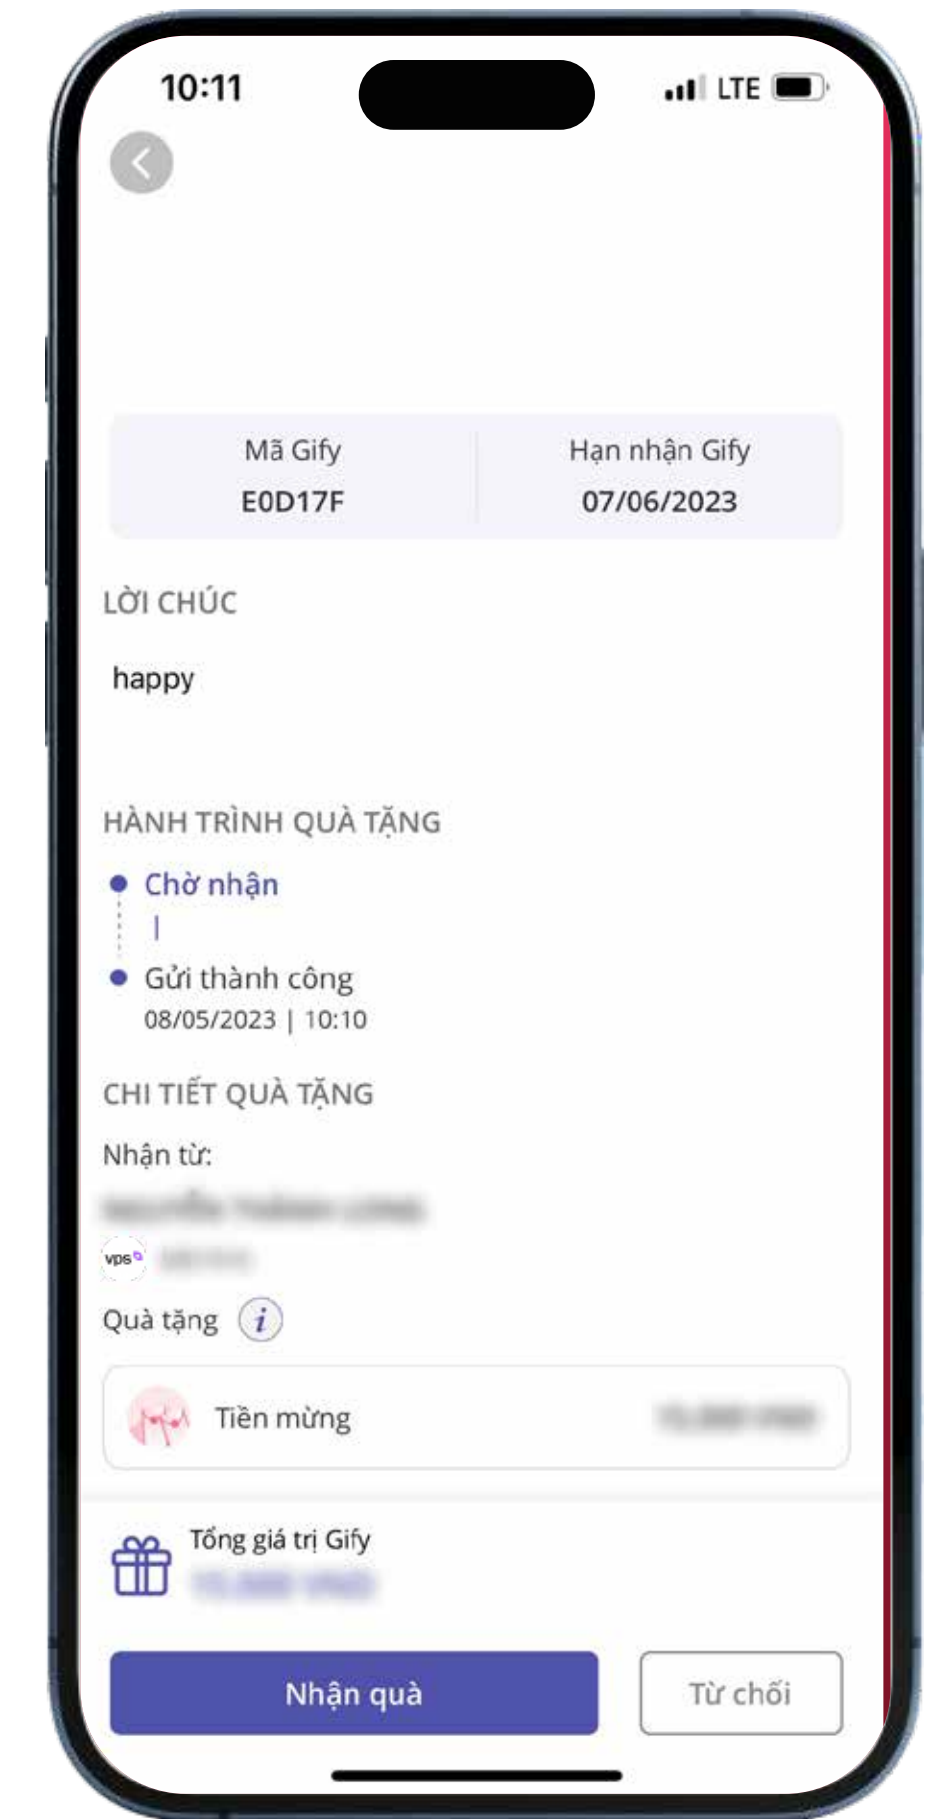 10:11
LTE
Mã Gify
Hạn nhận Gify
E0D17F
07/06/2023
LỜI CHÚC
happy
HÀNH TRÌNH QUÀ TẶNG
Chờ nhận
|
Gửi thành công
08/05/2023 | 10:10
CHI TIẾT QUÀ TẶNG
Nhận từ:
vps
Quà tặng i
Tiền mừng
Tổng giá trị Gify
Nhận quà
Từ chối